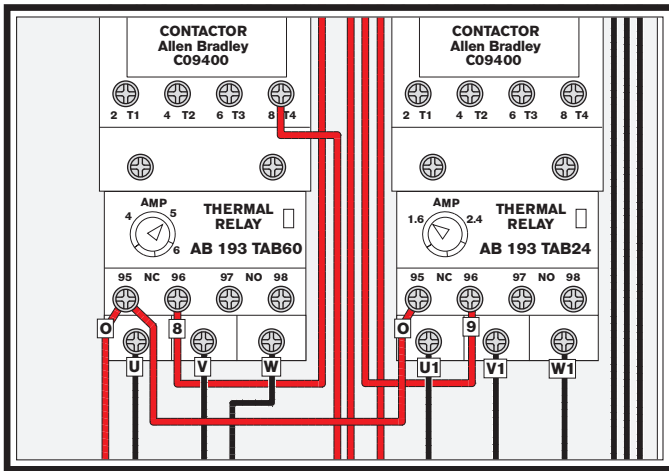 CONTACTOR
Allen Bradley
C09400
2 T1 4 T2 6 T3 8 T4
AMP
4 5 6
THERMAL
RELAY
AB 193 TAB60
95 NC 96 97 NO 98
O 8
U V W
CONTACTOR
Allen Bradley
C09400
2 T1 4 T2 6 T3 8 T4
AMP
1.6 2.4
THERMAL
RELAY
AB 193 TAB24
95 NC 96 97 NO 98
O 9
U1 V1 W1